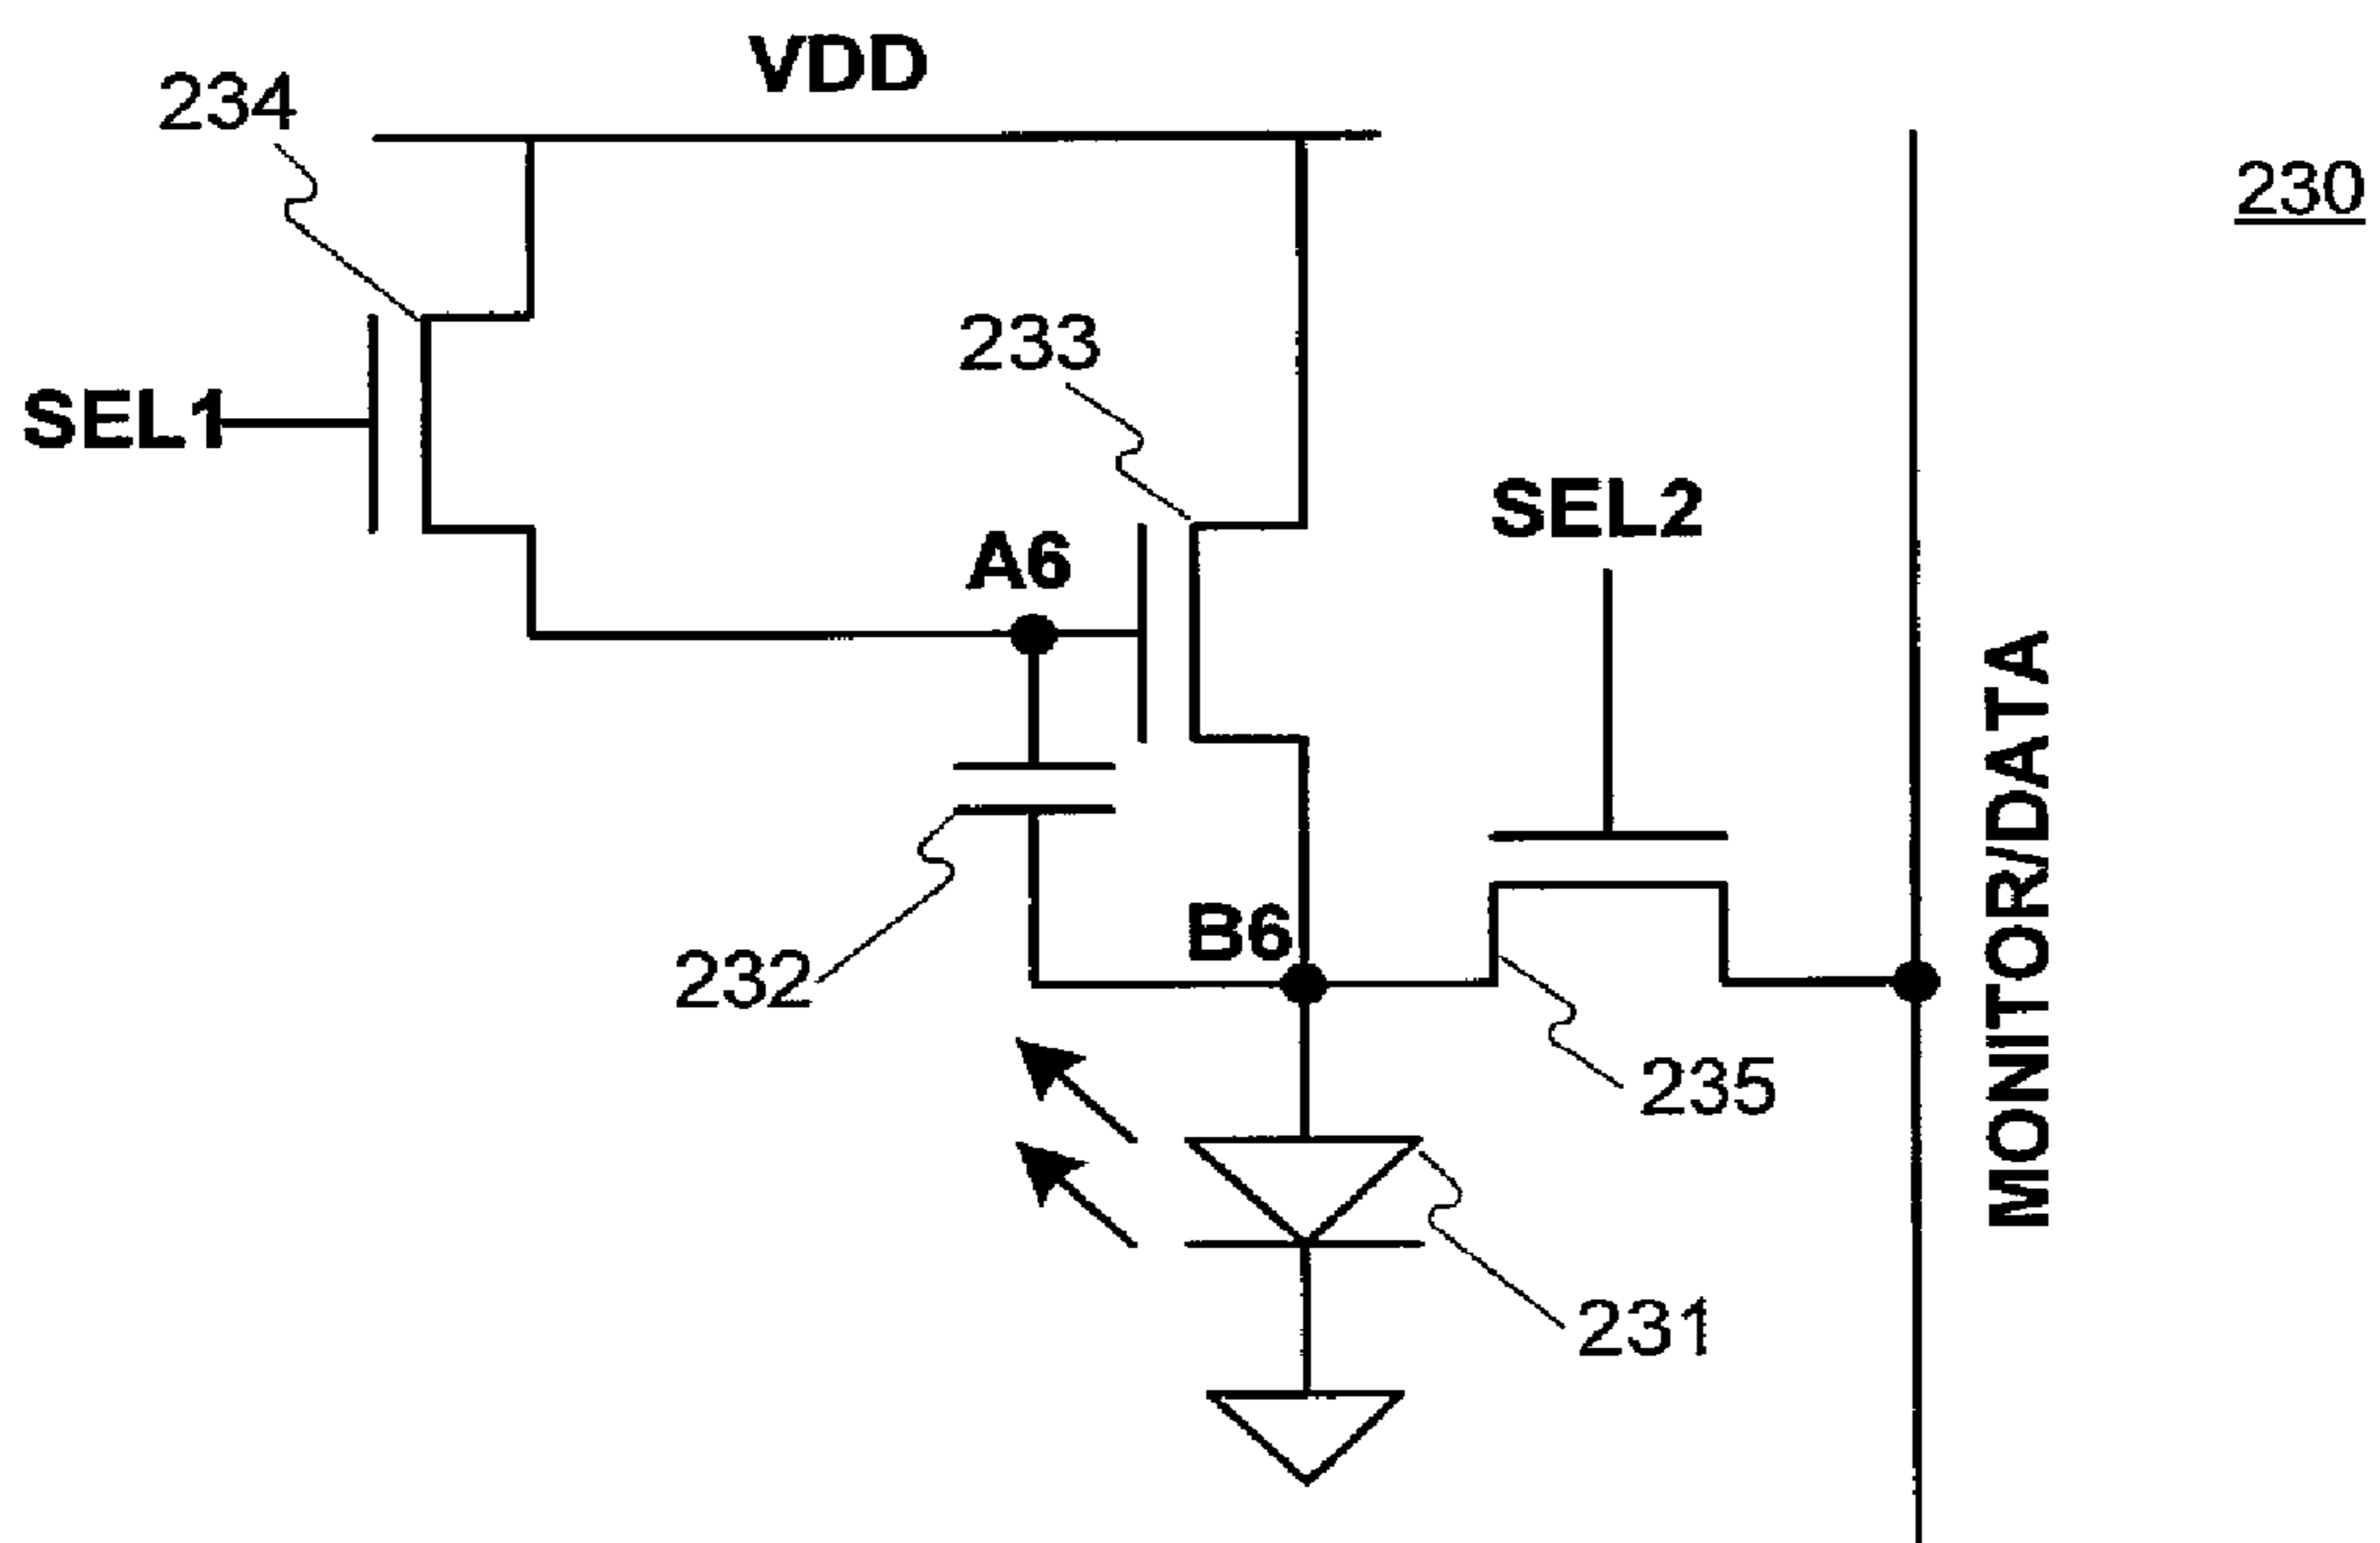 VDD
234
230
233
SEL1
SEL2
A6
MONITOR/DATA
B6
232
235
231